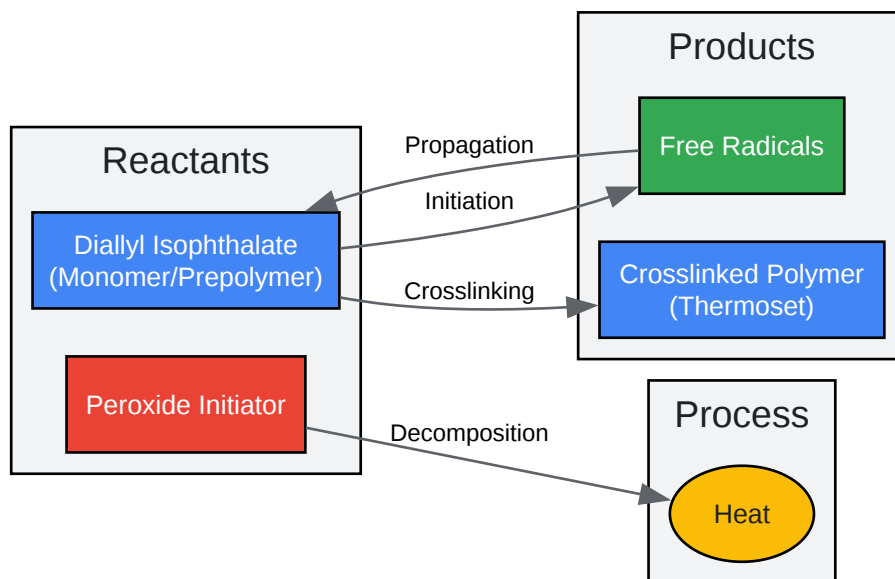 Products
Free Radicals
Propagation
Reactants
Initiation
Diallyl Isophthalate
(Monomer/Prepolymer)
Crosslinked Polymer
(Thermoset)
Crosslinking
Peroxide Initiator
Decomposition
Process
Heat